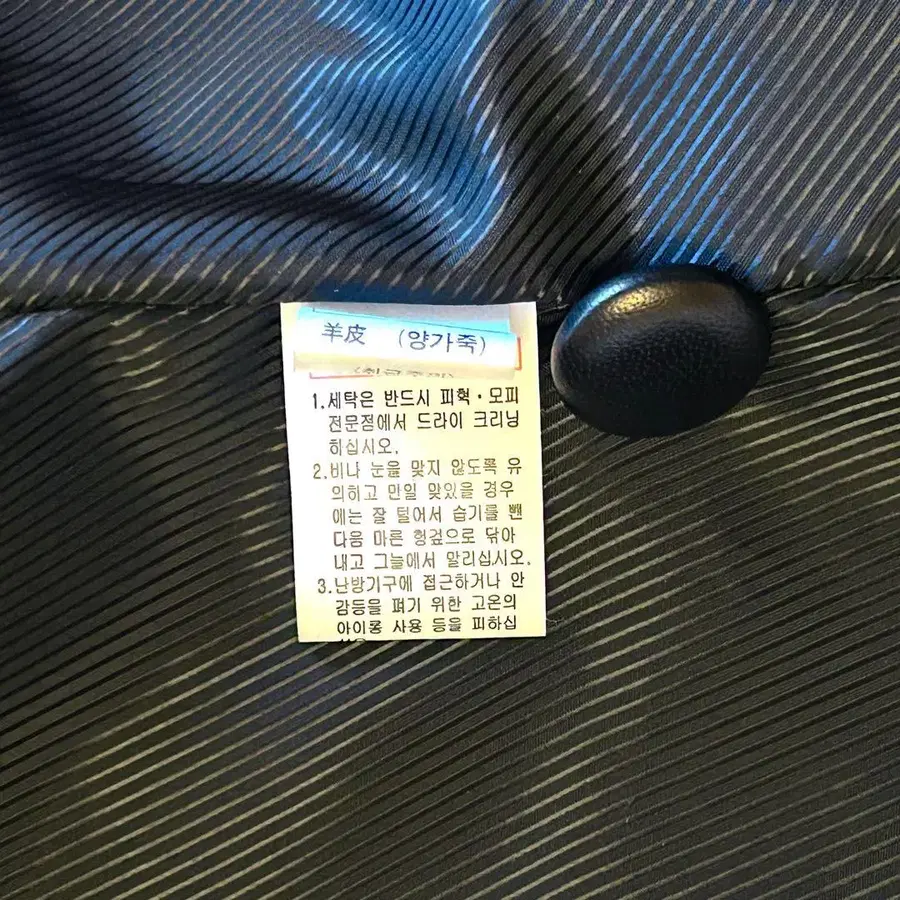 羊皮 (양가죽)
1.세탁은 반드시 피혁·모피
전문점에서 드라이 크리닝
하십시오.
2.비나 눈을 맞지 않도록 유
의하고 만일 맞있을 경우
에는 잘 털어서 습기를 뺀
다음 마른 헝겊으로 닦아
내고 그늘에서 말리십시오.
3.난방기구에 접근하거나 안
감등을 펴기 위한 고온의
아이롱 사용 등을 피하십